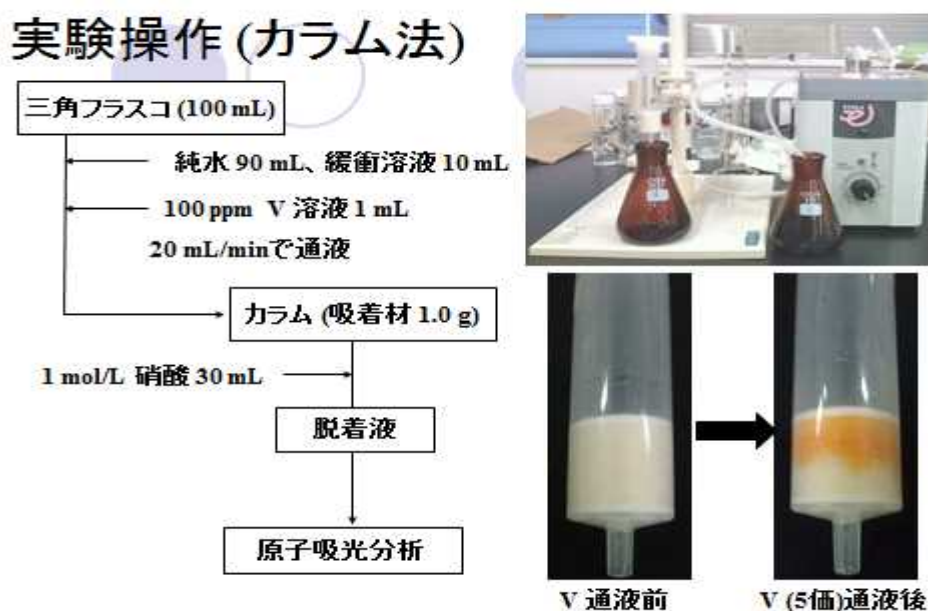 実験操作 (カラム法)
三角フラスコ (100 mL)
純水 90 mL、緩衝溶液 10 mL
100 ppm V 溶液 1 mL
20 mL/minで通液
カラム (吸着材 1.0 g)
1 mol/L 硝酸 30 mL
脱着液
原子吸光分析
V 通液前
V (5価)通液後